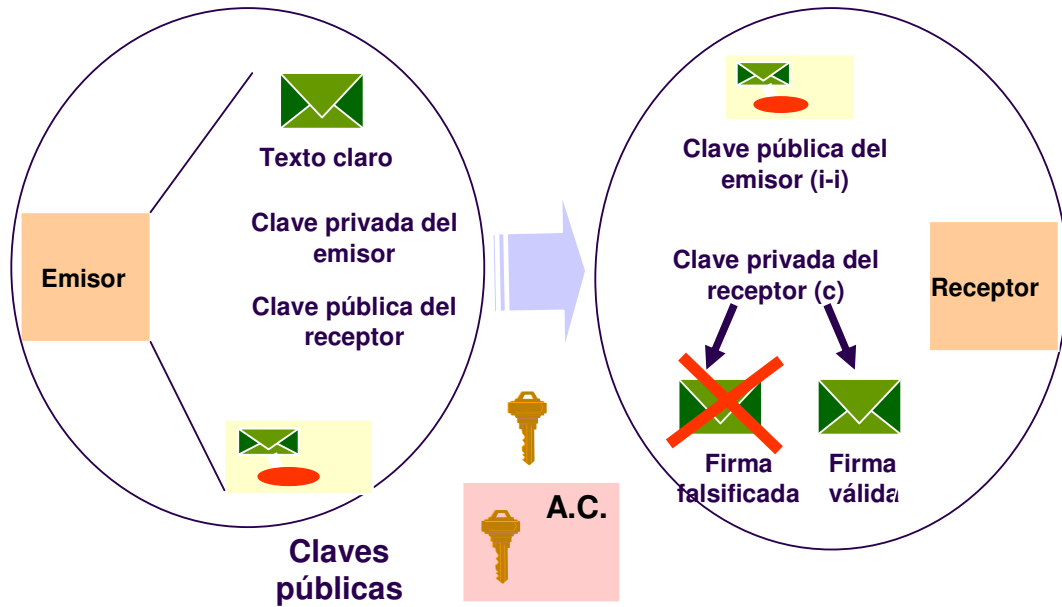 Texto claro
Clave privada del
emisor
Clave pública del
receptor
Emisor
Clave pública del
emisor (i-i)
Clave privada del
receptor (c)
Receptor
Firma
falsificada
Firma
válida
A.C.
Claves
públicas